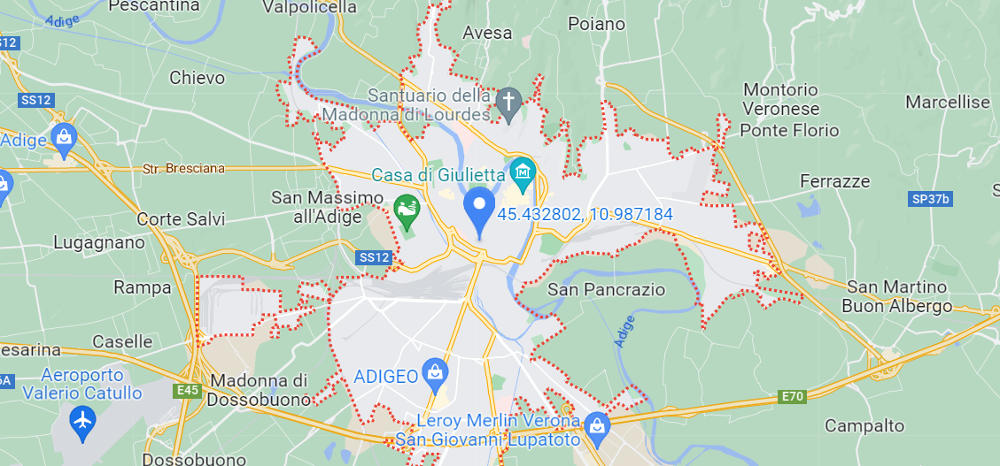 Pescantina
Valpolicella
Adige
Avesa
Poiano
SS12
Chievo
SS12
Santuario della
Madonna di Lourdes
Montorio
Veronese
Ponte Florio
Marcellise
Adige
Str. Bresciana
Casa di Giulietta
San Massimo
all'Adige
Ferrazze
SP37b
S
Corte Salvi
45.432802, 10.987184
Lugagnano
SS12
Rampa
San Pancrazio
San Martino
Buon Albergo
Adige
Caselle
esarina
6A
Aeroporto
Valerio Catullo
E45
Madonna di
Dossobuono
ADIGEO
E70
Leroy Merlin Verona
San Giovanni Lupatoto
Campalto
Dossobuono